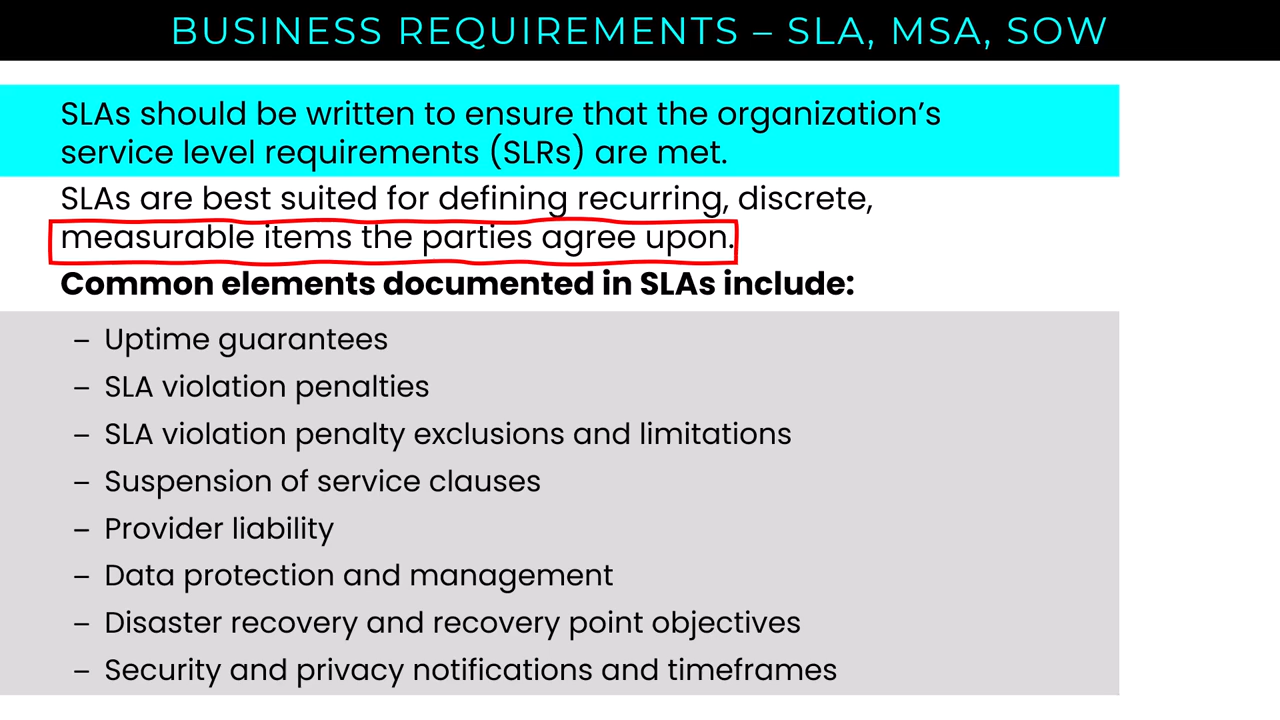 BUSINESS REQUIREMENTS – SLA, MSA, SOW
SLAs should be written to ensure that the organization’s
service level requirements (SLRs) are met.
SLAs are best suited for defining recurring, discrete,
measurable items the parties agree upon.
Common elements documented in SLAs include:
– Uptime guarantees
– SLA violation penalties
– SLA violation penalty exclusions and limitations
– Suspension of service clauses
– Provider liability
– Data protection and management
– Disaster recovery and recovery point objectives
– Security and privacy notifications and timeframes